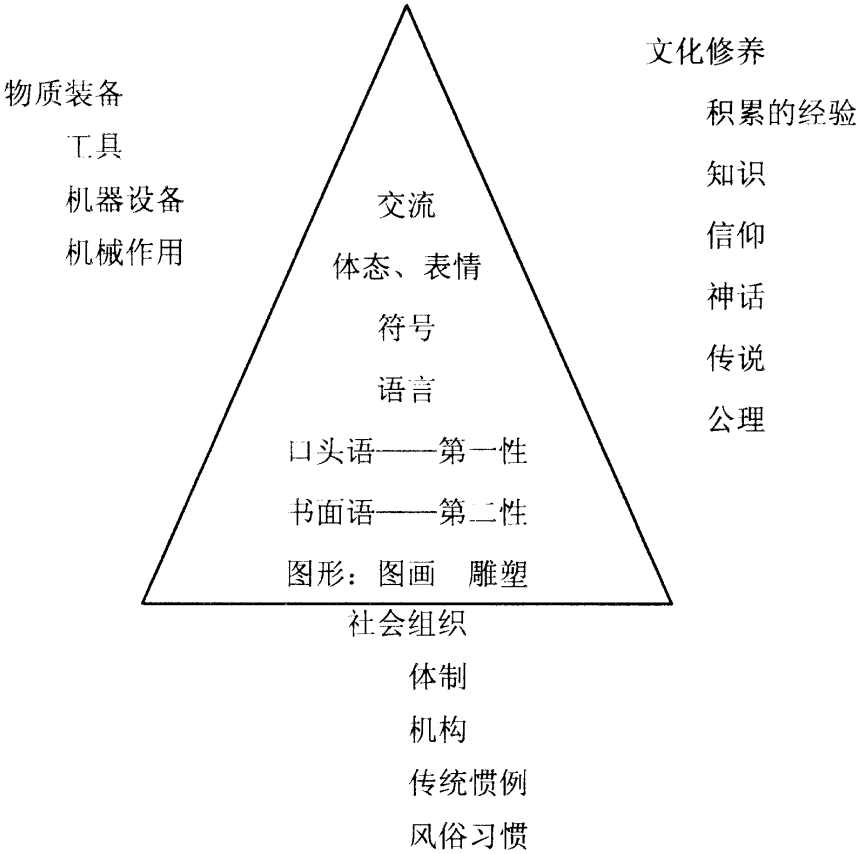 物质装备
工具
机器设备
机械作用
交流
体态、表情
符号
语言
口头语——第一性
书面语——第二性
图形：图画 雕塑
文化修养
积累的经验
知识
信仰
神话
传说
公理
社会组织
体制
机构
传统惯例
风俗习惯